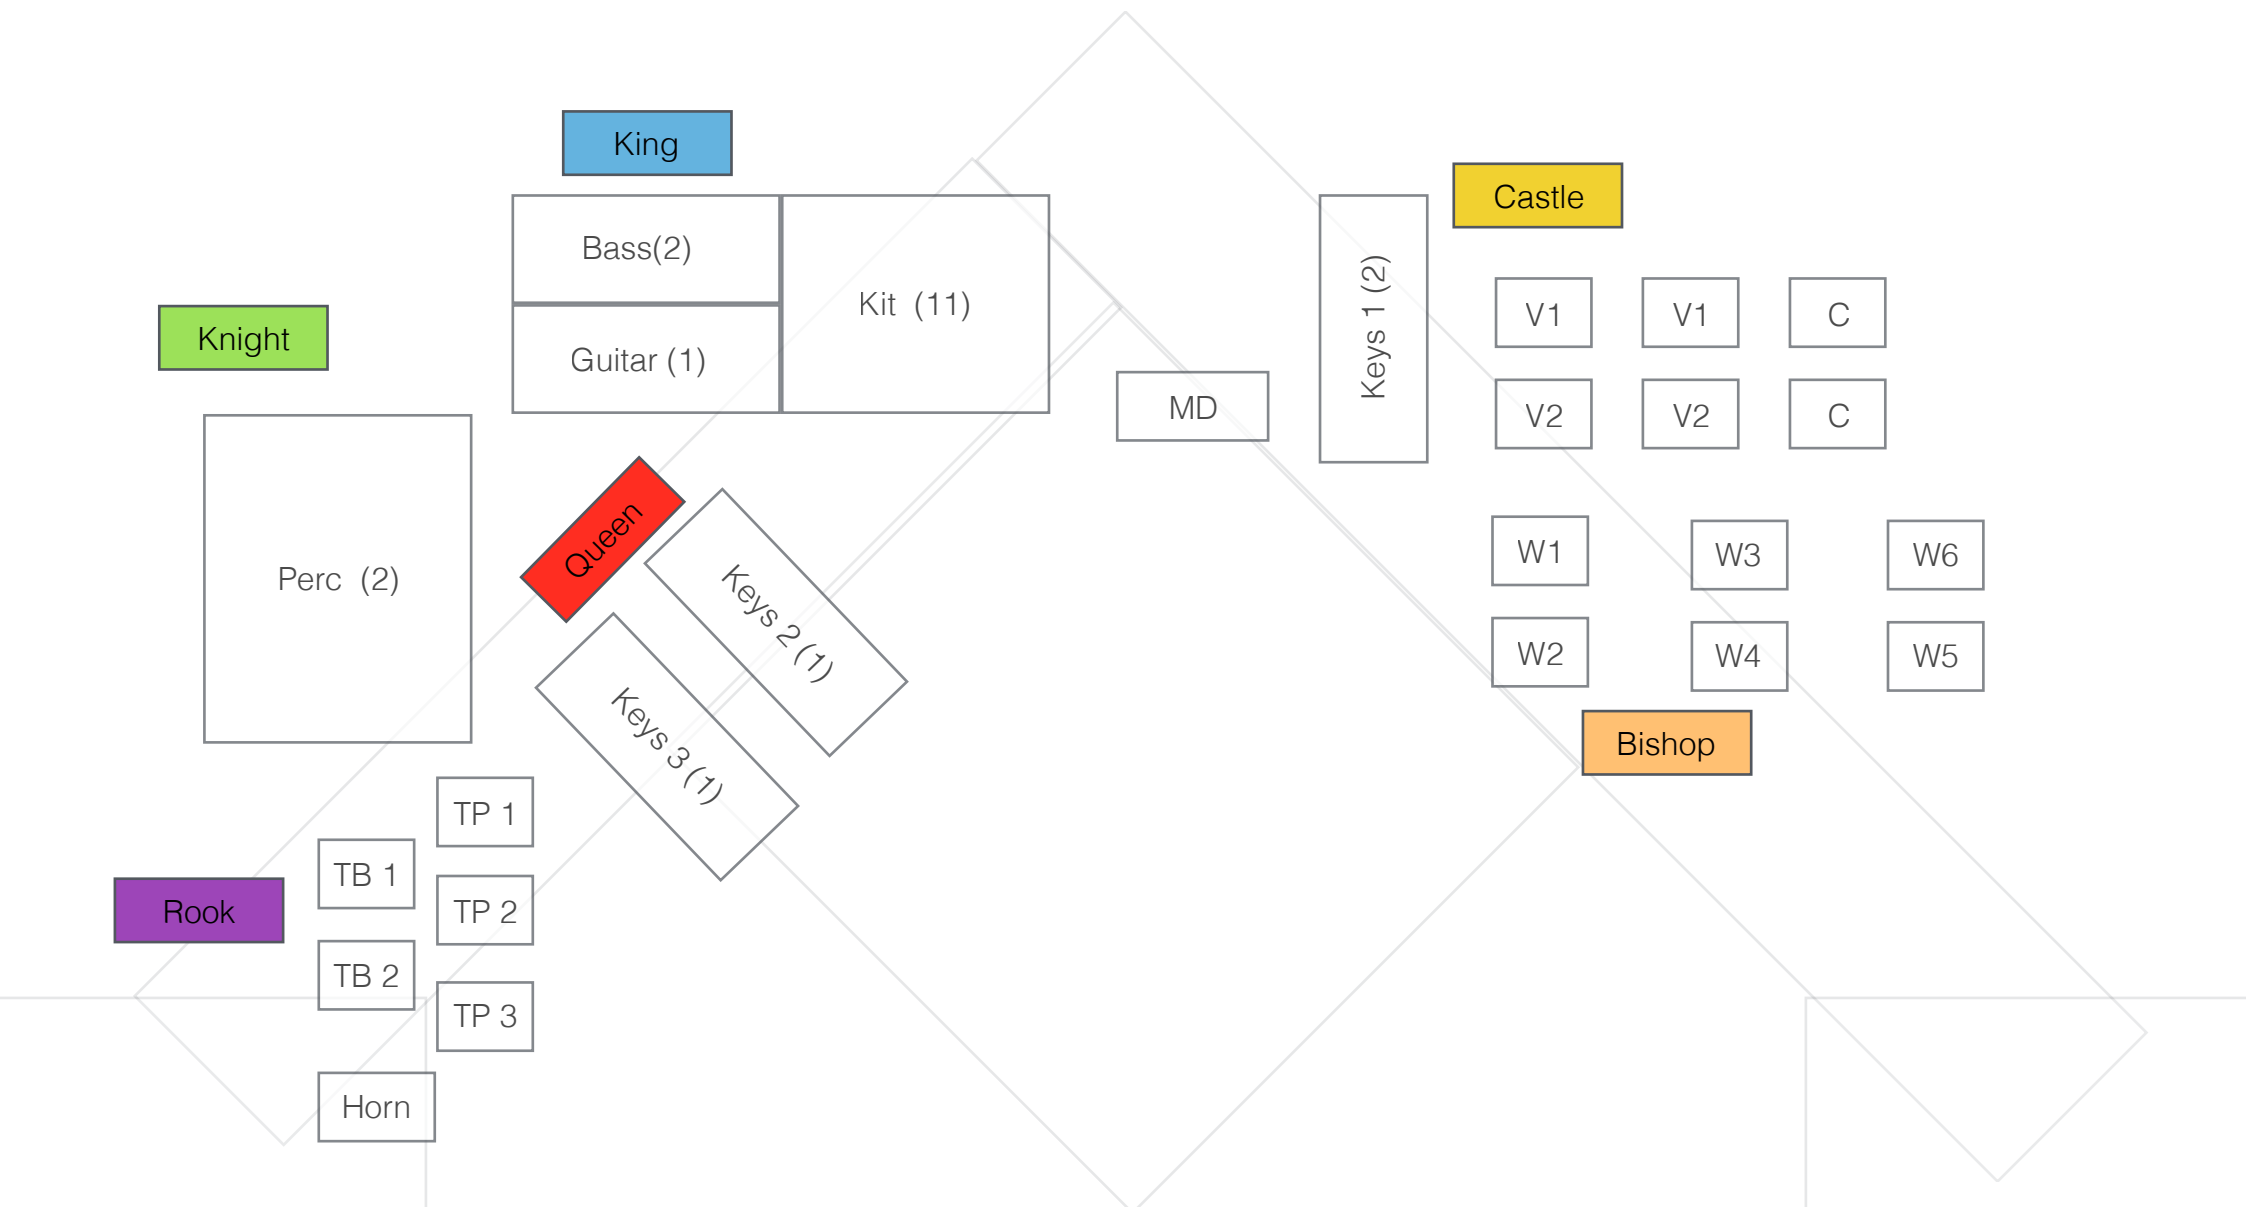 King
Castle
Bass(2)
Kit (11)
Guitar (1)
Keys 1 (2)
Knight
V1
V1
C
V2
V2
C
MD
Queen
Perc (2)
Keys 2 (1)
Keys 3 (1)
W1
W3
W6
W2
W4
W5
Bishop
TP 1
TB 1
TP 2
Rook
TB 2
TP 3
Horn